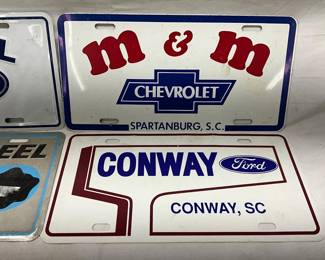 m & m
CHEVROLET
SPARTANBURG, S.C.
EEL
CONWAY Ford
CONWAY, SC